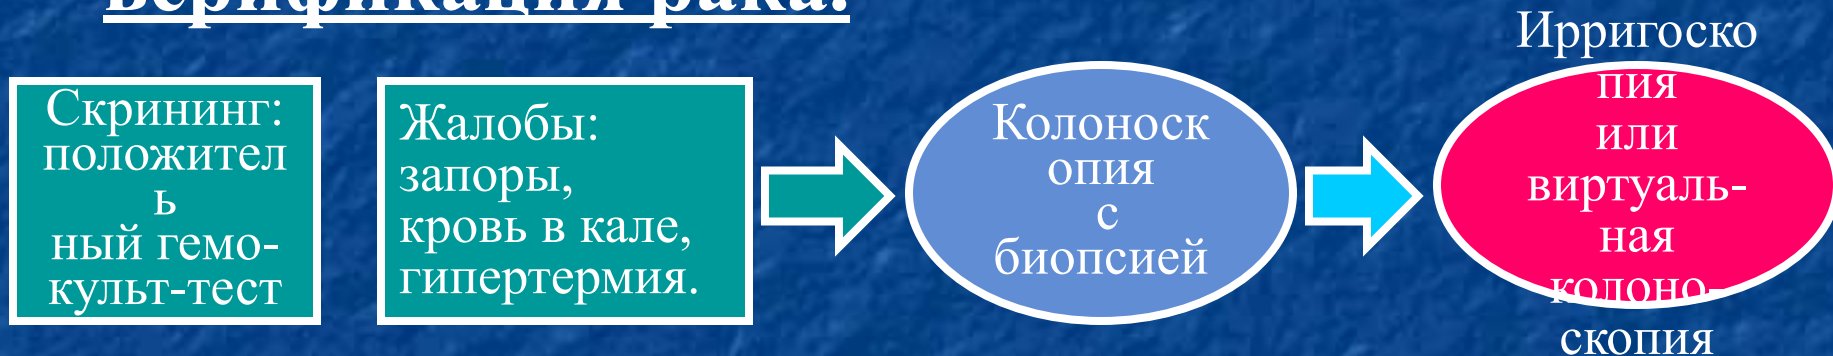 верификация рака:
Скрининг:
положител
ь
ный гемо-
культ-тест
Жалобы:
запоры,
кровь в кале,
гипертермия.
Колоноск
опия
с
биопсией
Ирригоско
пия
или
виртуаль-
ная
колоно-
скопия